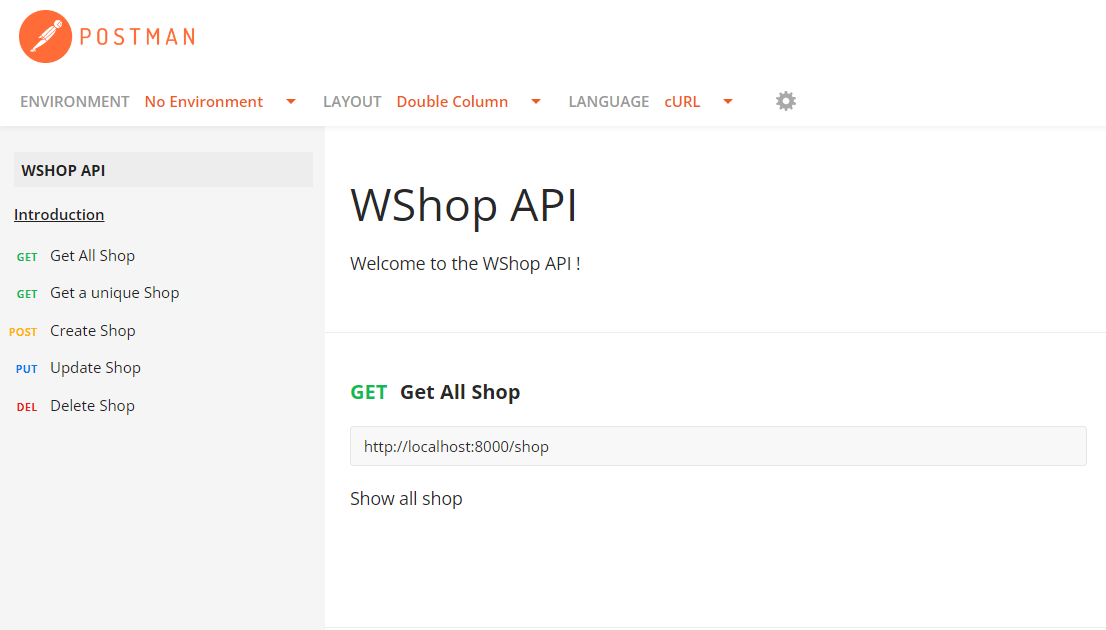 POSTMAN
ENVIRONMENT No Environment LAYOUT Double Column LANGUAGE cURL
WSHOP API
Introduction
GET Get All Shop
GET Get a unique Shop
POST Create Shop
PUT Update Shop
DEL Delete Shop
WShop API
Welcome to the WShop API !
GET Get All Shop
http://localhost:8000/shop
Show all shop